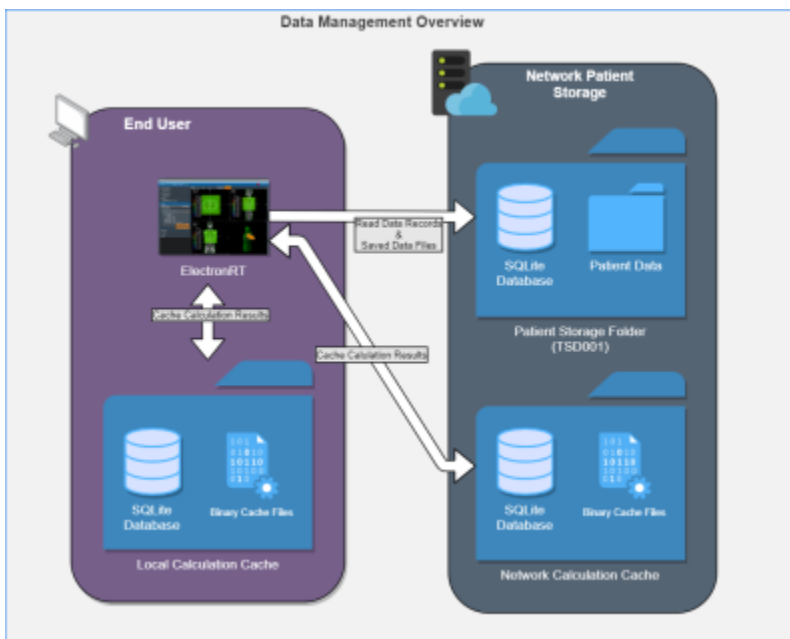 Data Management Overview
Network Patient
Storage
End User
Read Data Records
&
Saved Data Files
SQLite
Database
Patient Data
ElectronRT
Cache Calculation Results
Patient Storage Folder
(TSD001)
Cache Calulation Results
SQLite
Database
Binary Cache Files
SQLite
Database
Binary Cache Files
Local Calculation Cache
Network Calculation Cache